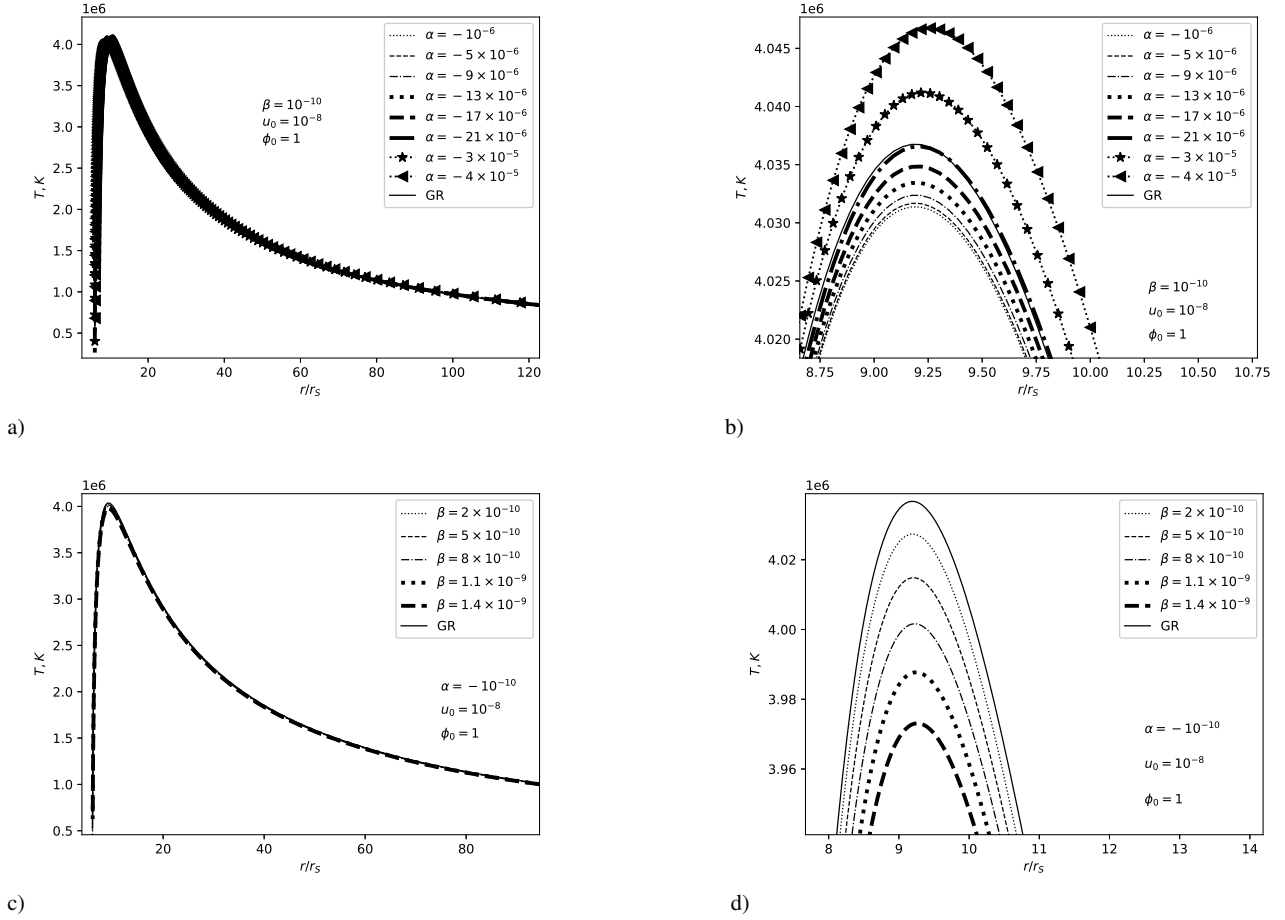 1e6
4.0
3.5
3.0
2.5
2.0
1.5
1.0
0.5
T, K
α = −10⁻⁶
α = −5 × 10⁻⁶
α = −9 × 10⁻⁶
α = −13 × 10⁻⁶
α = −17 × 10⁻⁶
α = −21 × 10⁻⁶
α = −3 × 10⁻⁵
α = −4 × 10⁻⁵
GR
β = 10⁻¹⁰
u₀ = 10⁻⁸
ϕ₀ = 1
20 40 60 80 100 120
r/r_S
a)
1e6
4.045
4.040
4.035
4.030
4.025
4.020
T, K
α = −10⁻⁶
α = −5 × 10⁻⁶
α = −9 × 10⁻⁶
α = −13 × 10⁻⁶
α = −17 × 10⁻⁶
α = −21 × 10⁻⁶
α = −3 × 10⁻⁵
α = −4 × 10⁻⁵
GR
β = 10⁻¹⁰
u₀ = 10⁻⁸
ϕ₀ = 1
8.75 9.00 9.25 9.50 9.75 10.00 10.25 10.50 10.75
r/r_S
b)
1e6
4.0
3.5
3.0
2.5
2.0
1.5
1.0
0.5
T, K
β = 2 × 10⁻¹⁰
β = 5 × 10⁻¹⁰
β = 8 × 10⁻¹⁰
β = 1.1 × 10⁻⁹
β = 1.4 × 10⁻⁹
GR
α = −10⁻¹⁰
u₀ = 10⁻⁸
ϕ₀ = 1
20 40 60 80
r/r_S
c)
1e6
4.02
4.00
3.98
3.96
T, K
β = 2 × 10⁻¹⁰
β = 5 × 10⁻¹⁰
β = 8 × 10⁻¹⁰
β = 1.1 × 10⁻⁹
β = 1.4 × 10⁻⁹
GR
α = −10⁻¹⁰
u₀ = 10⁻⁸
ϕ₀ = 1
8 9 10 11 12 13 14
r/r_S
d)